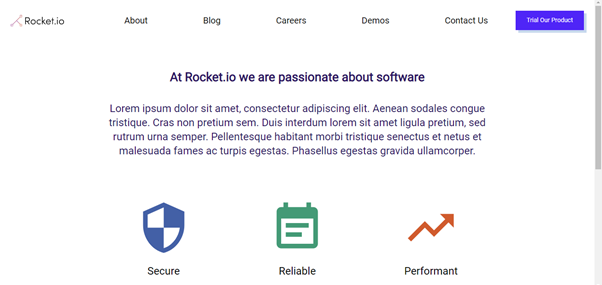 Rocket.io About Blog Careers Demos Contact Us Trial Our Product
At Rocket.io we are passionate about software
Lorem ipsum dolor sit amet, consectetur adipiscing elit. Aenean sodales congue
tristique. Cras non pretium sem. Duis interdum lorem sit amet ligula pretium, sed
rutrum urna semper. Pellentesque habitant morbi tristique senectus et netus et
malesuada fames ac turpis egestas. Phasellus egestas gravida ullamcorper.
Secure Reliable Performant